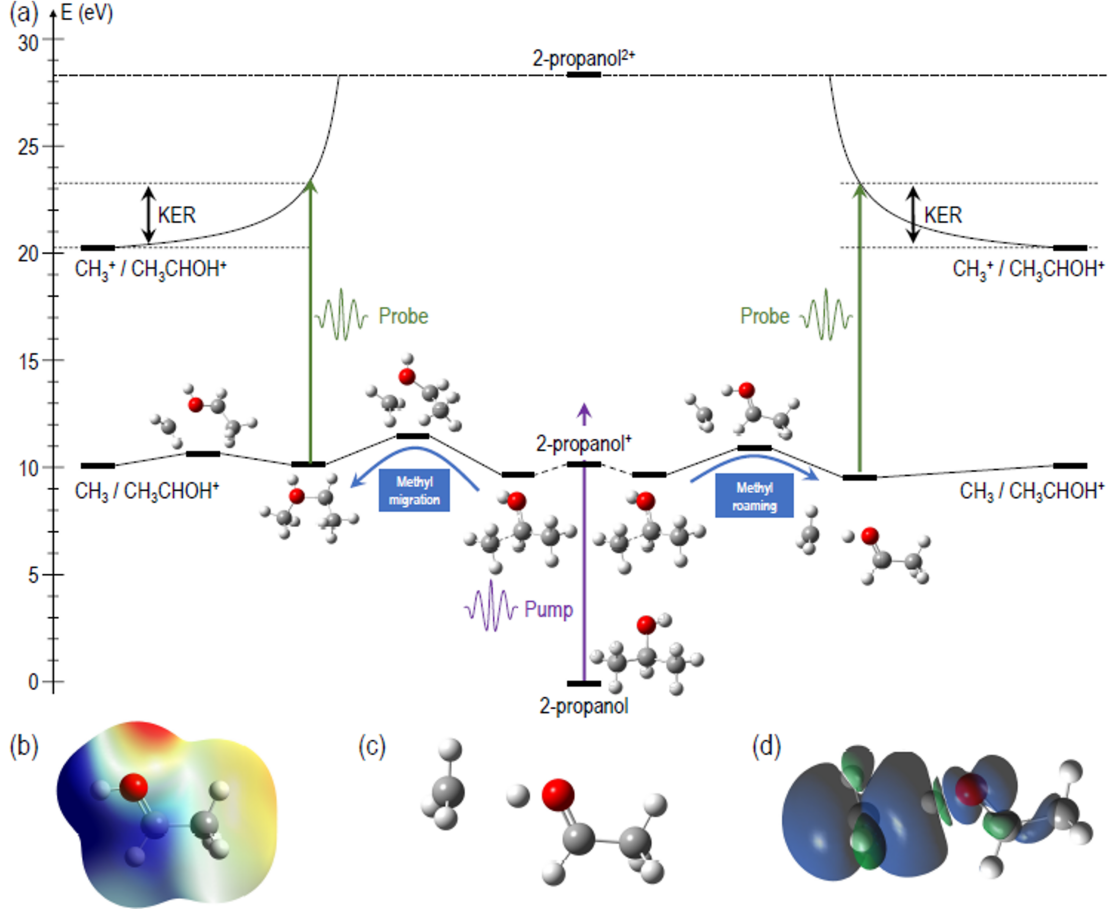 (a)
E (eV)
30
25
20
15
10
5
0
2-propanol²⁺
KER
KER
CH₃⁺ / CH₃CHOH⁺
CH₃⁺ / CH₃CHOH⁺
Probe
Probe
2-propanol⁺
CH₃ / CH₃CHOH⁺
CH₃ / CH₃CHOH⁺
Methyl
migration
Methyl
roaming
Pump
2-propanol
(b)
(c)
(d)